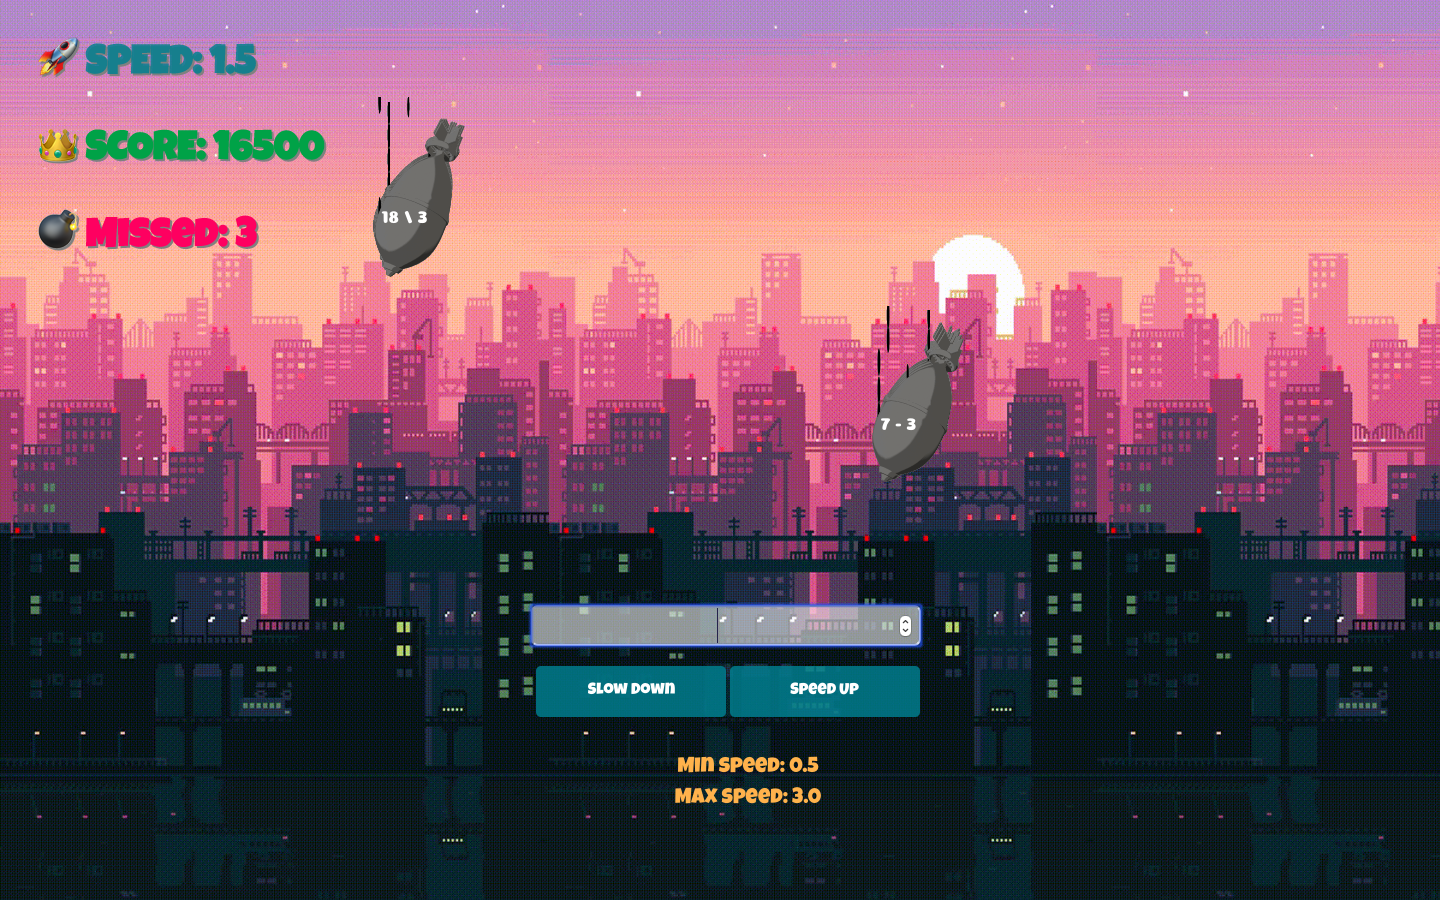 SPEED: 1.5
SCORE: 16500
MISSED: 3
18 \ 3
7 - 3
SLOW DOWN
SPEED UP
MIN SPEED: 0.5
MAX SPEED: 3.0